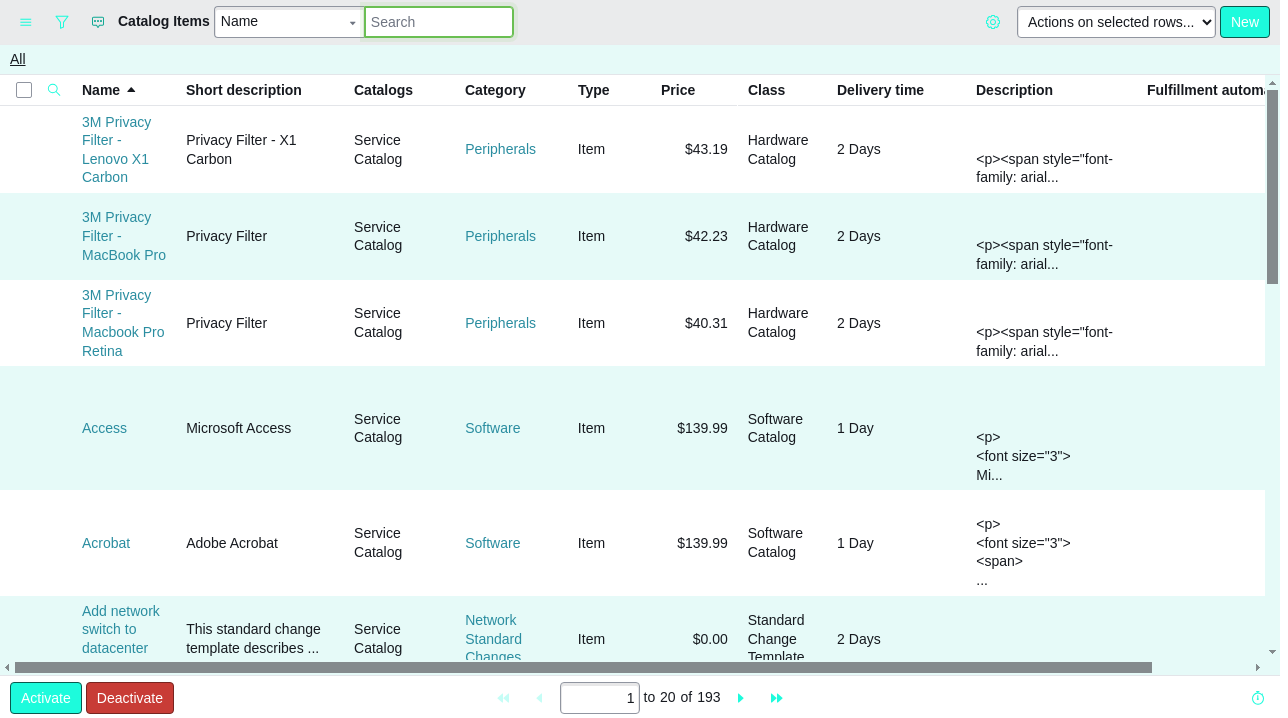 Catalog Items Name Search Actions on selected rows... New
All
Name Short description Catalogs Category Type Price Class Delivery time Description Fulfillment automa
3M Privacy
Filter -
Lenovo X1
Carbon
Privacy Filter - X1
Carbon
Service
Catalog
Peripherals
Item
$43.19
Hardware
Catalog
2 Days
<p><span style="font-
family: arial...
3M Privacy
Filter -
MacBook Pro
Privacy Filter
Service
Catalog
Peripherals
Item
$42.23
Hardware
Catalog
2 Days
<p><span style="font-
family: arial...
3M Privacy
Filter -
Macbook Pro
Retina
Privacy Filter
Service
Catalog
Peripherals
Item
$40.31
Hardware
Catalog
2 Days
<p><span style="font-
family: arial...
Access
Microsoft Access
Service
Catalog
Software
Item
$139.99
Software
Catalog
1 Day
<p>
<font size="3">
Mi...
Acrobat
Adobe Acrobat
Service
Catalog
Software
Item
$139.99
Software
Catalog
1 Day
<p>
<font size="3">
<span>
...
Add network
switch to
datacenter
This standard change
template describes ...
Service
Catalog
Network
Standard
Changes
Item
$0.00
Standard
Change
Template
2 Days
Activate Deactivate 1 to 20 of 193